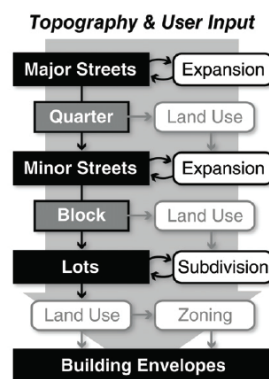 Topography & User Input
Major Streets Expansion
Quarter Land Use
Minor Streets Expansion
Block Land Use
Lots Subdivision
Land Use Zoning
Building Envelopes